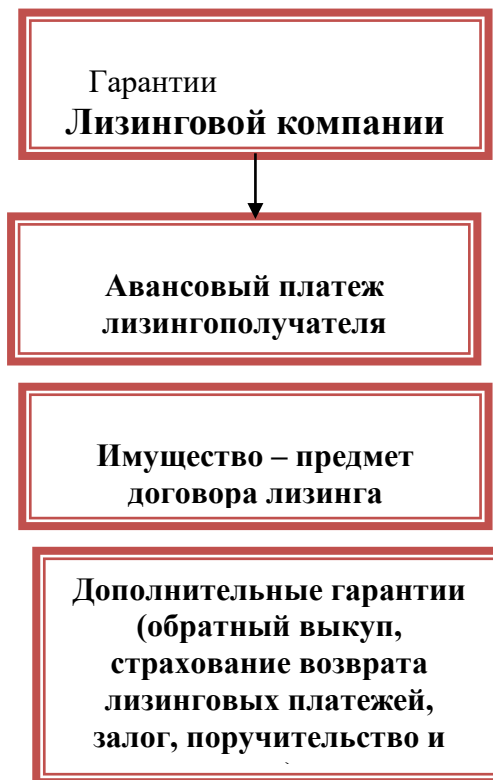 Гарантии
Лизинговой компании
Авансовый платеж
лизингополучателя
Имущество – предмет
договора лизинга
Дополнительные гарантии
(обратный выкуп,
страхование возврата
лизинговых платежей,
залог, поручительство и